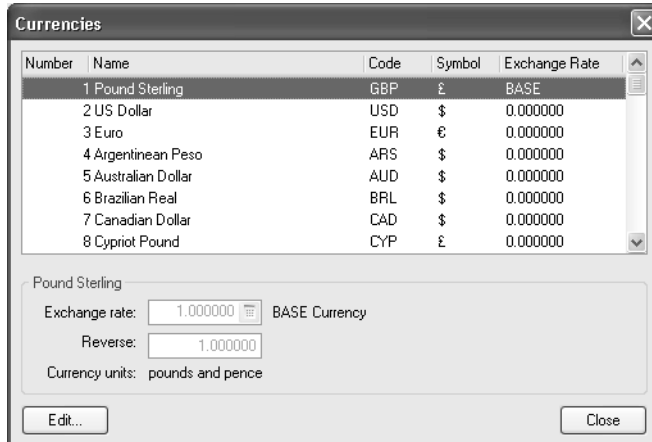 Currencies
Number Name Code Symbol Exchange Rate
1 Pound Sterling GBP £ BASE
2 US Dollar USD $ 0.000000
3 Euro EUR € 0.000000
4 Argentinean Peso ARS $ 0.000000
5 Australian Dollar AUD $ 0.000000
6 Brazilian Real BRL $ 0.000000
7 Canadian Dollar CAD $ 0.000000
8 Cypriot Pound CYP £ 0.000000
Pound Sterling
Exchange rate: 1.000000 BASE Currency
Reverse: 1.000000
Currency units: pounds and pence
Edit... Close